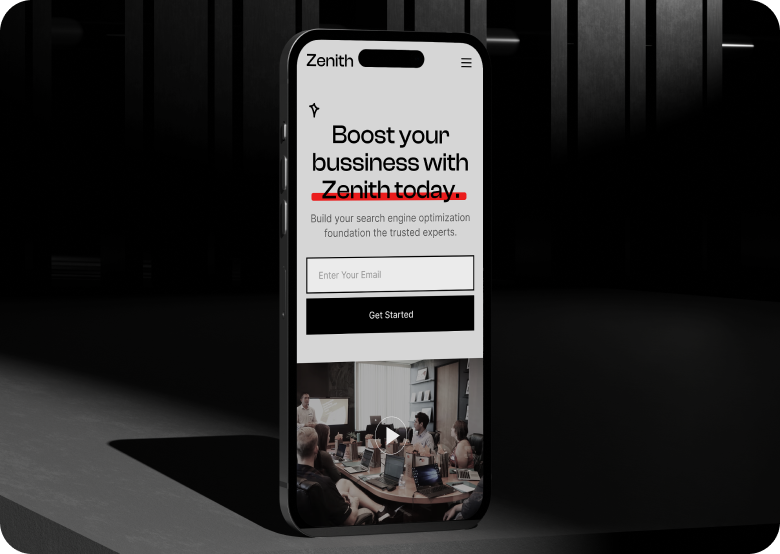 Zenith
Boost your
bussiness with
Zenith today.
Build your search engine optimization
foundation the trusted experts.
Enter Your Email
Get Started